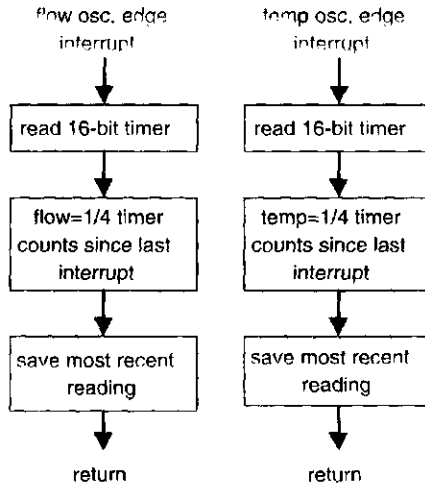 flow osc, edge
interrupt
read 16-bit timer
flow=1/4 timer
counts since last
interrupt
save most recent
reading
return
temp osc, edge
interrupt
read 16-bit timer
temp=1/4 timer
counts since last
interrupt
save most recent
reading
return